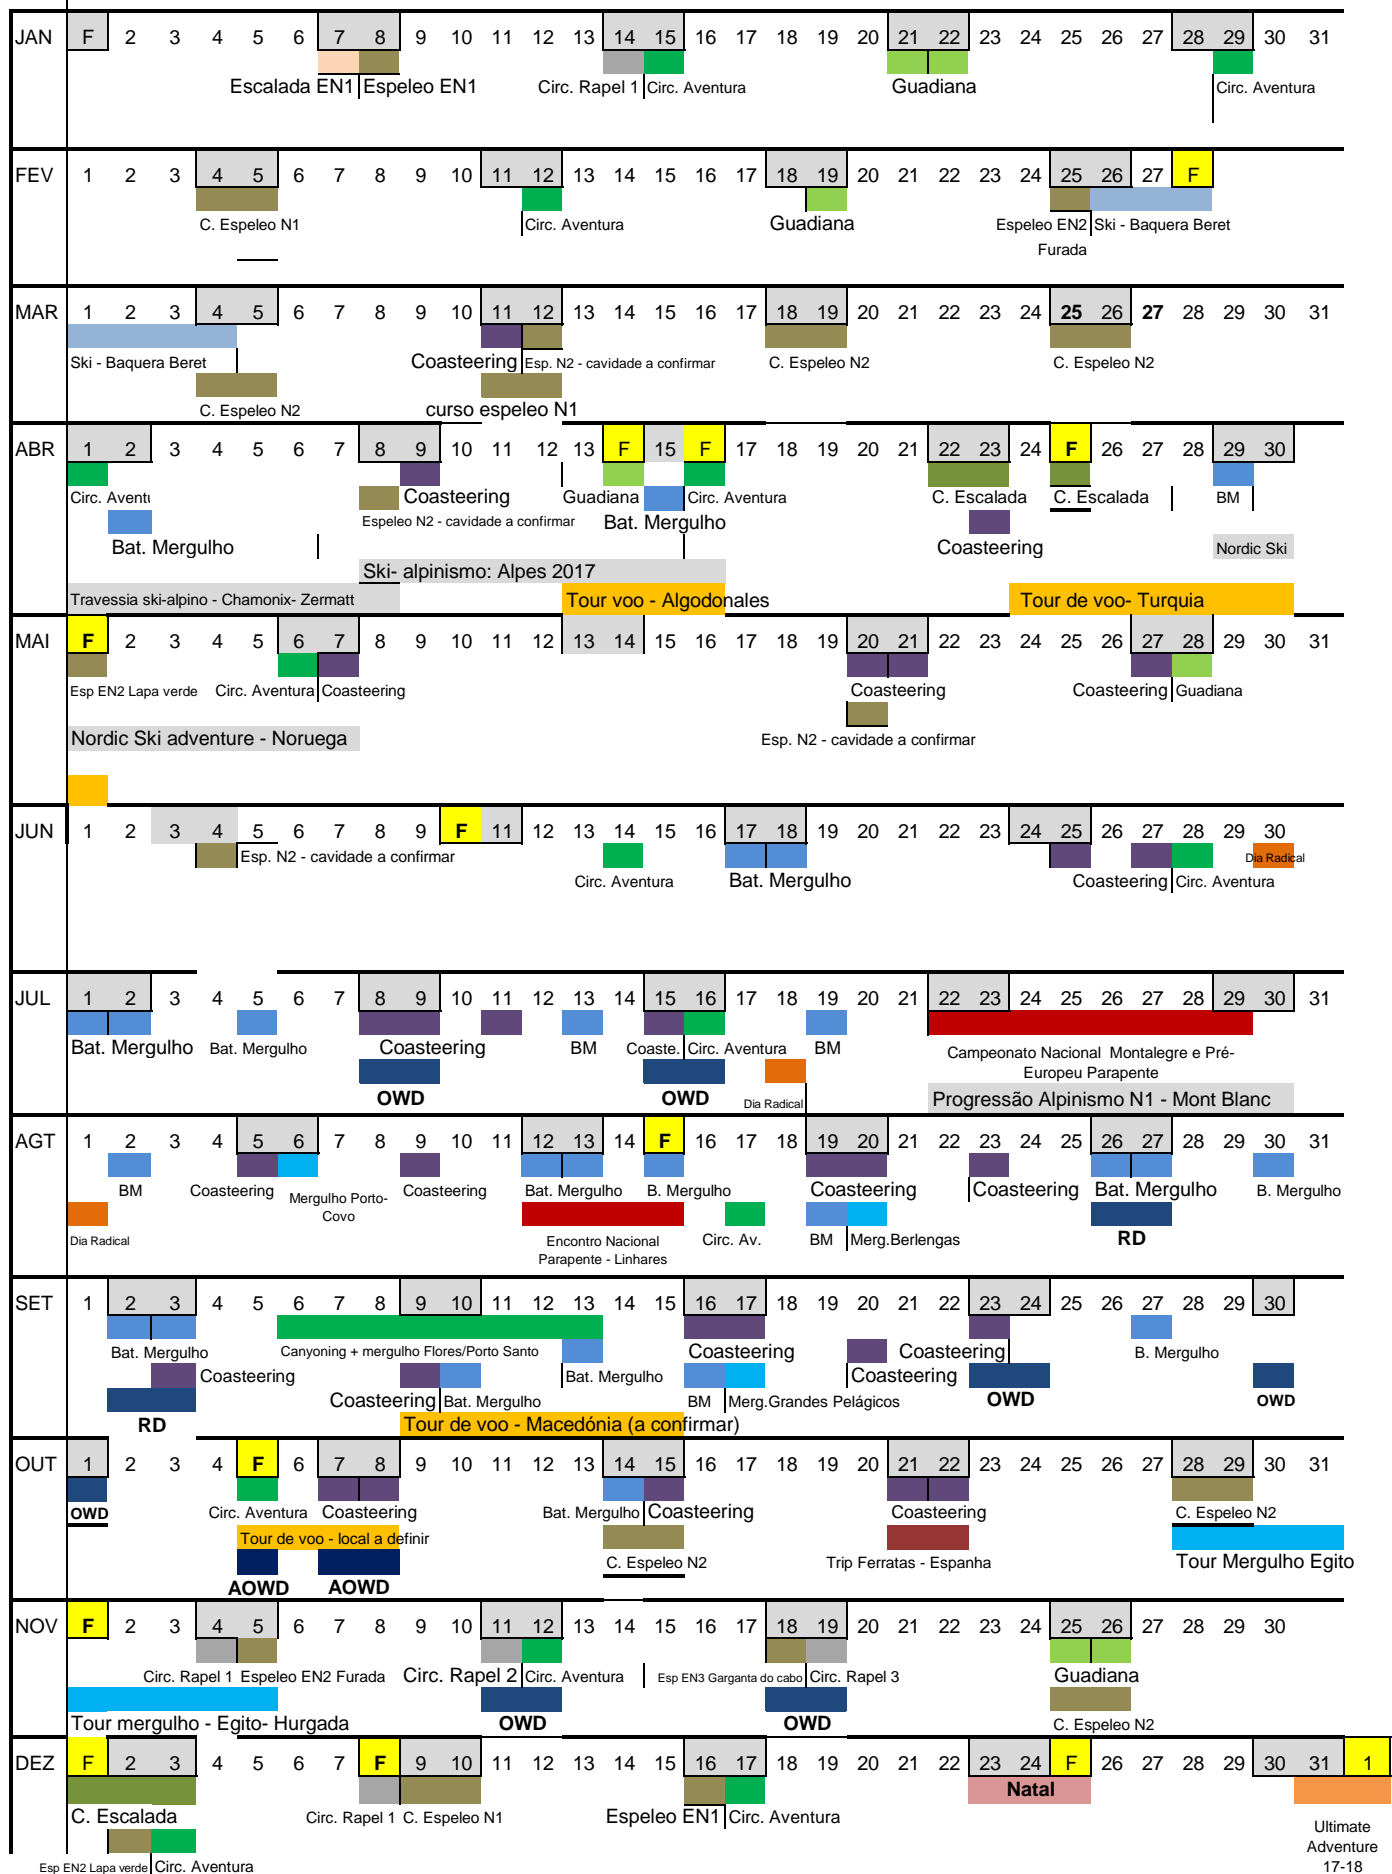 JAN F 2 3 4 5 6 7 8 9 10 11 12 13 14 15 16 17 18 19 20 21 22 23 24 25 26 27 28 29 30 31
Escalada EN1 Espeleo EN1 Circ. Rapel 1 Circ. Aventura Guadiana Circ. Aventura
FEV 1 2 3 4 5 6 7 8 9 10 11 12 13 14 15 16 17 18 19 20 21 22 23 24 25 26 27 F
C. Espeleo N1 Circ. Aventura Guadiana Espeleo EN2 Ski - Baquera Beret
Furada
MAR 1 2 3 4 5 6 7 8 9 10 11 12 13 14 15 16 17 18 19 20 21 22 23 24 25 26 27 28 29 30 31
Ski - Baquera Beret Coasteering Esp. N2 - cavidade a confirmar C. Espeleo N2 C. Espeleo N2
C. Espeleo N2 curso espeleo N1
ABR 1 2 3 4 5 6 7 8 9 10 11 12 13 F 15 F 17 18 19 20 21 22 23 24 F 26 27 28 29 30
Circ. Aventu Coasteering Guadiana Circ. Aventura C. Escalada C. Escalada BM
Espeleo N2 - cavidade a confirmar Bat. Mergulho
Bat. Mergulho Coasteering Nordic Ski
Ski- alpinismo: Alpes 2017
Travessia ski-alpino - Chamonix- Zermatt Tour voo - Algodonales Tour de voo- Turquia
MAI F 2 3 4 5 6 7 8 9 10 11 12 13 14 15 16 17 18 19 20 21 22 23 24 25 26 27 28 29 30 31
Esp EN2 Lapa verde Circ. Aventura Coasteering Coasteering Coasteering Guadiana
Nordic Ski adventure - Noruega Esp. N2 - cavidade a confirmar
JUN 1 2 3 4 5 6 7 8 9 F 11 12 13 14 15 16 17 18 19 20 21 22 23 24 25 26 27 28 29 30
Esp. N2 - cavidade a confirmar Dia Radical
Circ. Aventura Bat. Mergulho Coasteering Circ. Aventura
JUL 1 2 3 4 5 6 7 8 9 10 11 12 13 14 15 16 17 18 19 20 21 22 23 24 25 26 27 28 29 30 31
Bat. Mergulho Bat. Mergulho Coasteering BM Coaste. Circ. Aventura BM Campeonato Nacional Montalegre e Pré-
Europeu Parapente
OWD OWD Dia Radical Progressão Alpinismo N1 - Mont Blanc
AGT 1 2 3 4 5 6 7 8 9 10 11 12 13 14 F 16 17 18 19 20 21 22 23 24 25 26 27 28 29 30 31
BM Coasteering Mergulho Porto- Coasteering Bat. Mergulho B. Mergulho Coasteering Coasteering Bat. Mergulho B. Mergulho
Covo
Dia Radical Encontro Nacional Circ. Av. BM Merg.Berlengas RD
Parapente - Linhares
SET 1 2 3 4 5 6 7 8 9 10 11 12 13 14 15 16 17 18 19 20 21 22 23 24 25 26 27 28 29 30
Bat. Mergulho Canyoning + mergulho Flores/Porto Santo Coasteering Coasteering B. Mergulho
Coasteering Bat. Mergulho Coasteering
Coasteering Bat. Mergulho BM Merg.Grandes Pelágicos OWD OWD
RD Tour de voo - Macedónia (a confirmar)
OUT 1 2 3 4 F 6 7 8 9 10 11 12 13 14 15 16 17 18 19 20 21 22 23 24 25 26 27 28 29 30 31
OWD Circ. Aventura Coasteering Bat. Mergulho Coasteering Coasteering C. Espeleo N2
Tour de voo - local a definir
C. Espeleo N2 Trip Ferratas - Espanha Tour Mergulho Egito
AOWD AOWD
NOV F 2 3 4 5 6 7 8 9 10 11 12 13 14 15 16 17 18 19 20 21 22 23 24 25 26 27 28 29 30
Circ. Rapel 1 Espeleo EN2 Furada Circ. Rapel 2 Circ. Aventura Esp EN3 Garganta do cabo Circ. Rapel 3 Guadiana
Tour mergulho - Egito- Hurgada OWD OWD C. Espeleo N2
DEZ F 2 3 4 5 6 7 F 9 10 11 12 13 14 15 16 17 18 19 20 21 22 23 24 F 26 27 28 29 30 31 1
Natal
C. Escalada Circ. Rapel 1 C. Espeleo N1 Espeleo EN1 Circ. Aventura
Ultimate
Adventure
Esp EN2 Lapa verde Circ. Aventura 17-18